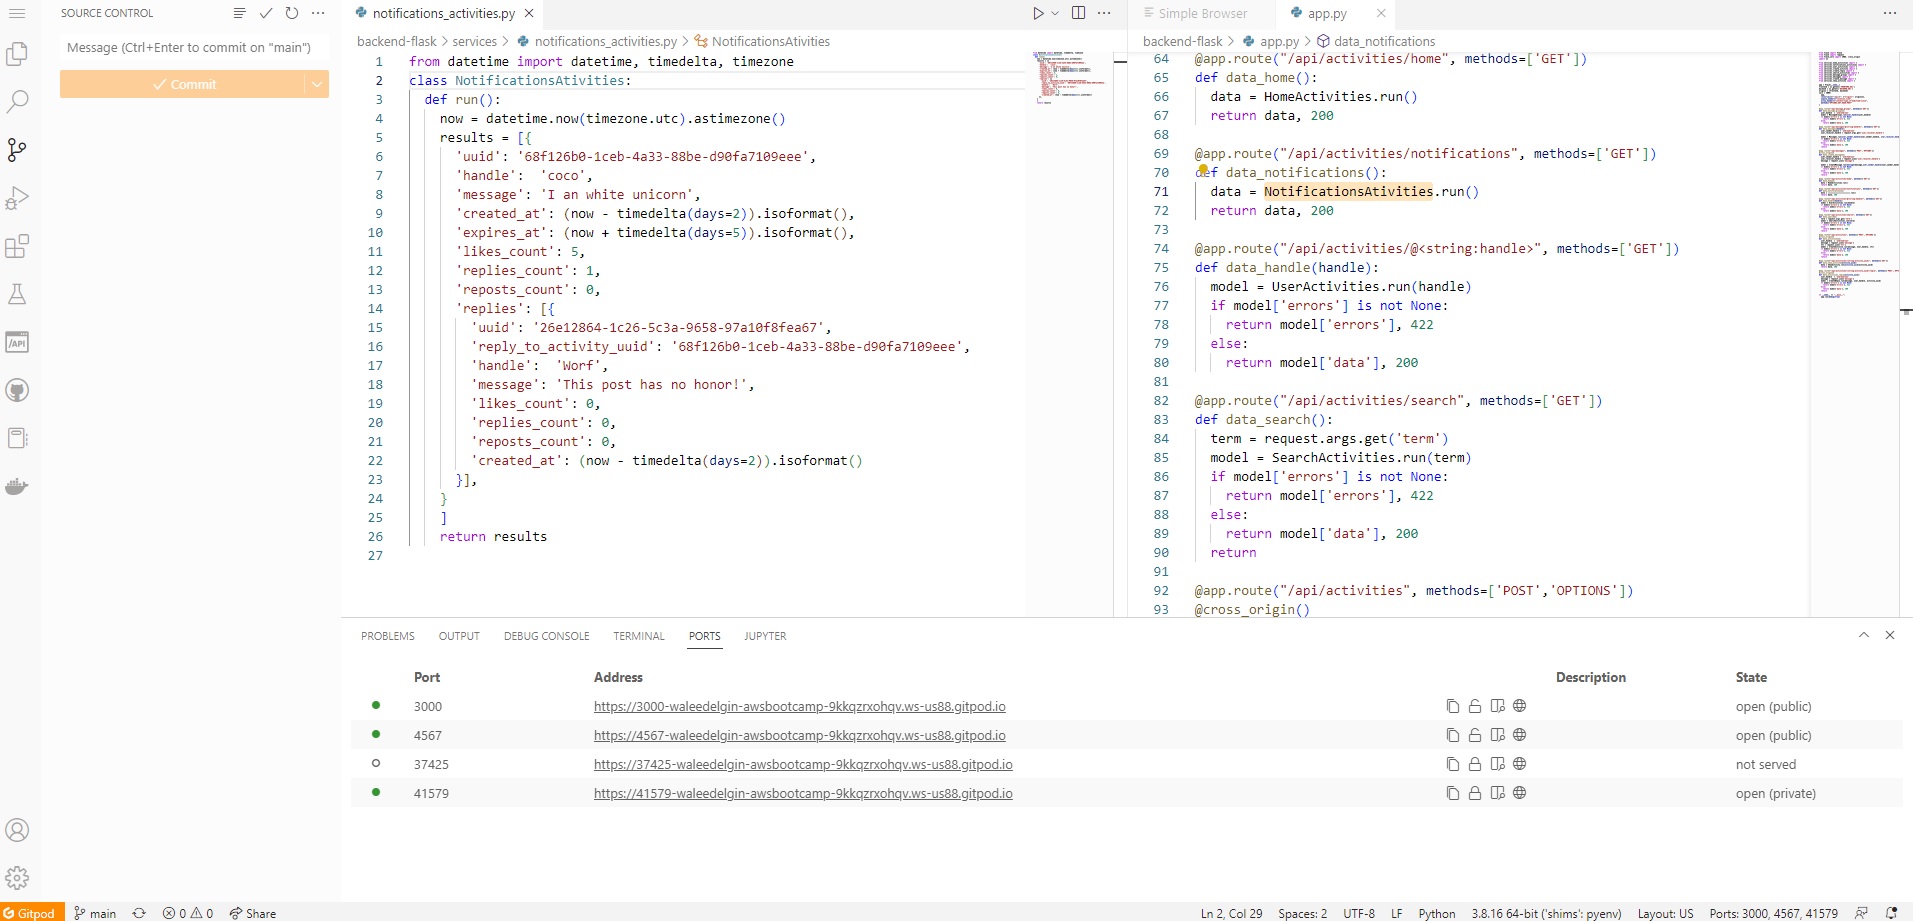 SOURCE CONTROL
Message (Ctrl+Enter to commit on "main")
Commit
notifications_activities.py
backend-flask > services > notifications_activities.py > NotificationsAtivities
1 from datetime import datetime, timedelta, timezone
2 class NotificationsAtivities:
3 def run():
4 now = datetime.now(timezone.utc).astimezone()
5 results = [{
6 'uuid': '68f126b0-1ceb-4a33-88be-d90fa7109eee',
7 'handle':  'coco',
8 'message': 'I an white unicorn',
9 'created_at': (now - timedelta(days=2)).isoformat(),
10 'expires_at': (now + timedelta(days=5)).isoformat(),
11 'likes_count': 5,
12 'replies_count': 1,
13 'reposts_count': 0,
14 'replies': [{
15 'uuid': '26e12864-1c26-5c3a-9658-97a10f8fea67',
16 'reply_to_activity_uuid': '68f126b0-1ceb-4a33-88be-d90fa7109eee',
17 'handle':  'Worf',
18 'message': 'This post has no honor!',
19 'likes_count': 0,
20 'replies_count': 0,
21 'reposts_count': 0,
22 'created_at': (now - timedelta(days=2)).isoformat()
23 }],
24 }
25 ]
26 return results
27
Simple Browser
app.py
backend-flask > app.py > data_notifications
64 @app.route("/api/activities/home", methods=['GET'])
65 def data_home():
66 data = HomeActivities.run()
67 return data, 200
68
69 @app.route("/api/activities/notifications", methods=['GET'])
70 def data_notifications():
71 data = NotificationsAtivities.run()
72 return data, 200
73
74 @app.route("/api/activities/@<string:handle>", methods=['GET'])
75 def data_handle(handle):
76 model = UserActivities.run(handle)
77 if model['errors'] is not None:
78 return model['errors'], 422
79 else:
80 return model['data'], 200
81
82 @app.route("/api/activities/search", methods=['GET'])
83 def data_search():
84 term = request.args.get('term')
85 model = SearchActivities.run(term)
86 if model['errors'] is not None:
87 return model['errors'], 422
88 else:
89 return model['data'], 200
90 return
91
92 @app.route("/api/activities", methods=['POST','OPTIONS'])
93 @cross_origin()
PROBLEMS OUTPUT DEBUG CONSOLE TERMINAL PORTS JUPYTER
Port Address Description State
3000 https://3000-waleedelgin-awsbootcamp-9kkqzrxohqv.ws-us88.gitpod.io open (public)
4567 https://4567-waleedelgin-awsbootcamp-9kkqzrxohqv.ws-us88.gitpod.io open (public)
37425 https://37425-waleedelgin-awsbootcamp-9kkqzrxohqv.ws-us88.gitpod.io not served
41579 https://41579-waleedelgin-awsbootcamp-9kkqzrxohqv.ws-us88.gitpod.io open (private)
/API
Gitpod main 0 0 Share Ln 2, Col 29 Spaces: 2 UTF-8 LF Python 3.8.16 64-bit ('shims': pyenv) Layout: US Ports: 3000, 4567, 41579